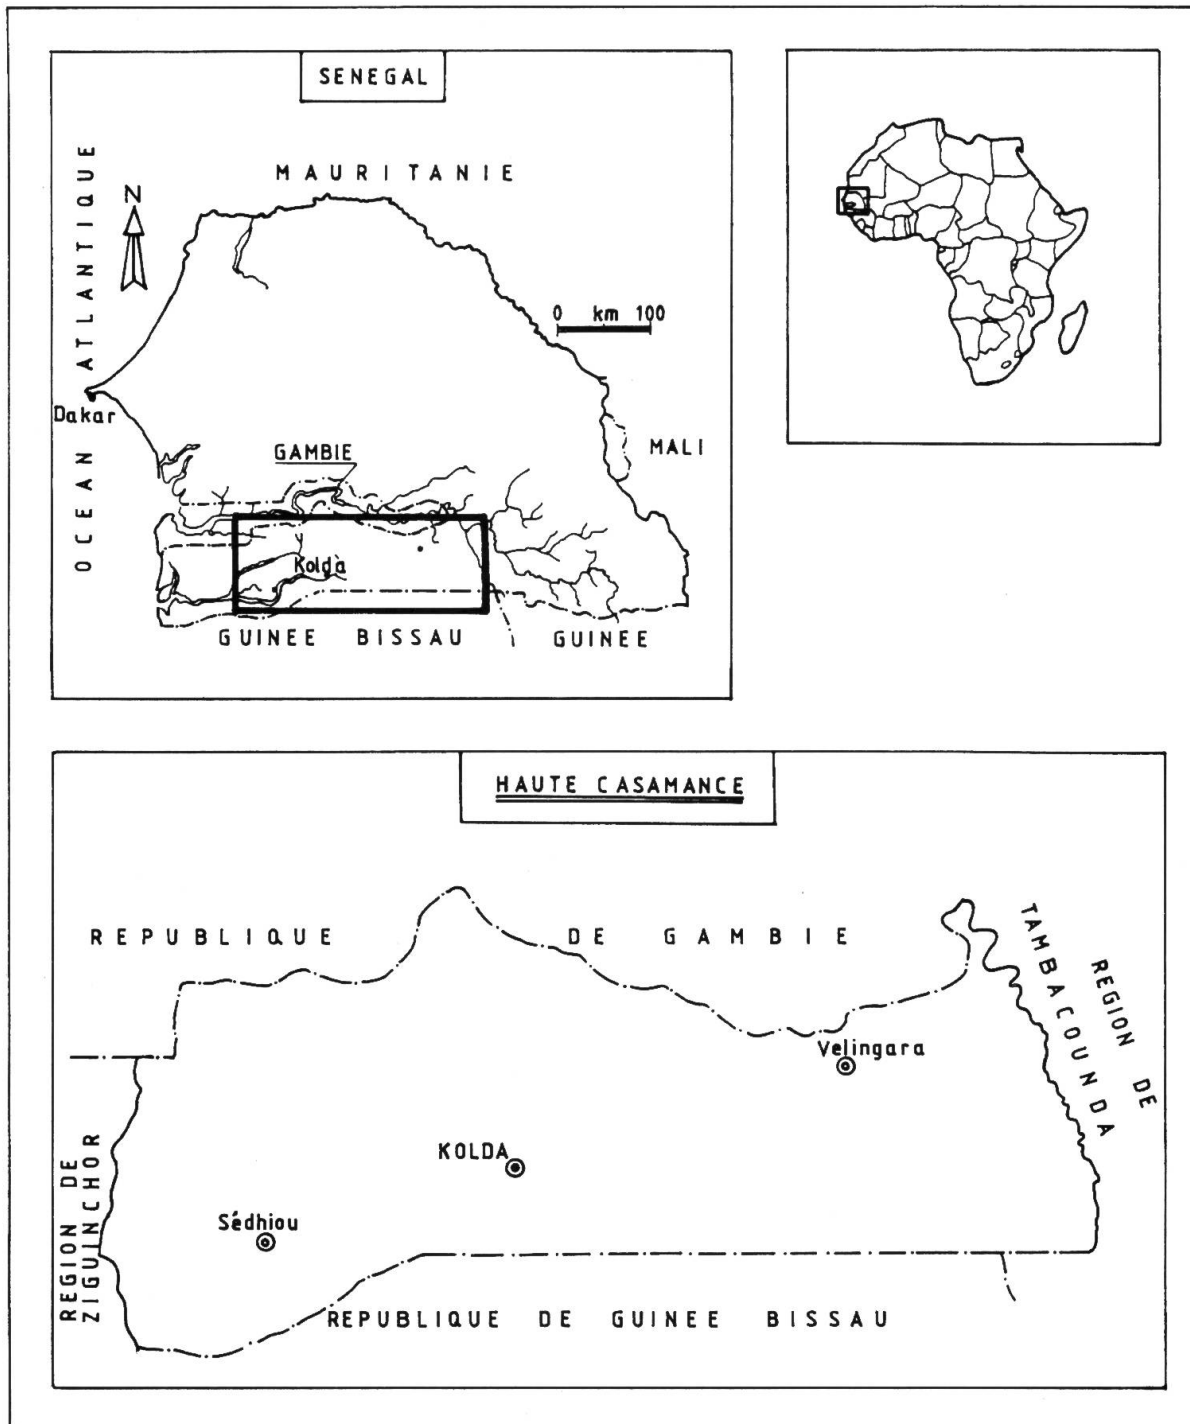 SENEGAL
MAURITANIE
OCEAN ATLANTIQUE
N
0 km 100
Dakar
MALI
GAMBIE
Kolda
GUINEE BISSAU
GUINEE
HAUTE CASAMANCE
REPUBLIQUE DE GAMBIE
REGION DE
TAMBACOUNDA
Velingara
KOLDA
Sédhiou
REGION DE
ZIGUINCHOR
REPUBLIQUE DE GUINEE BISSAU